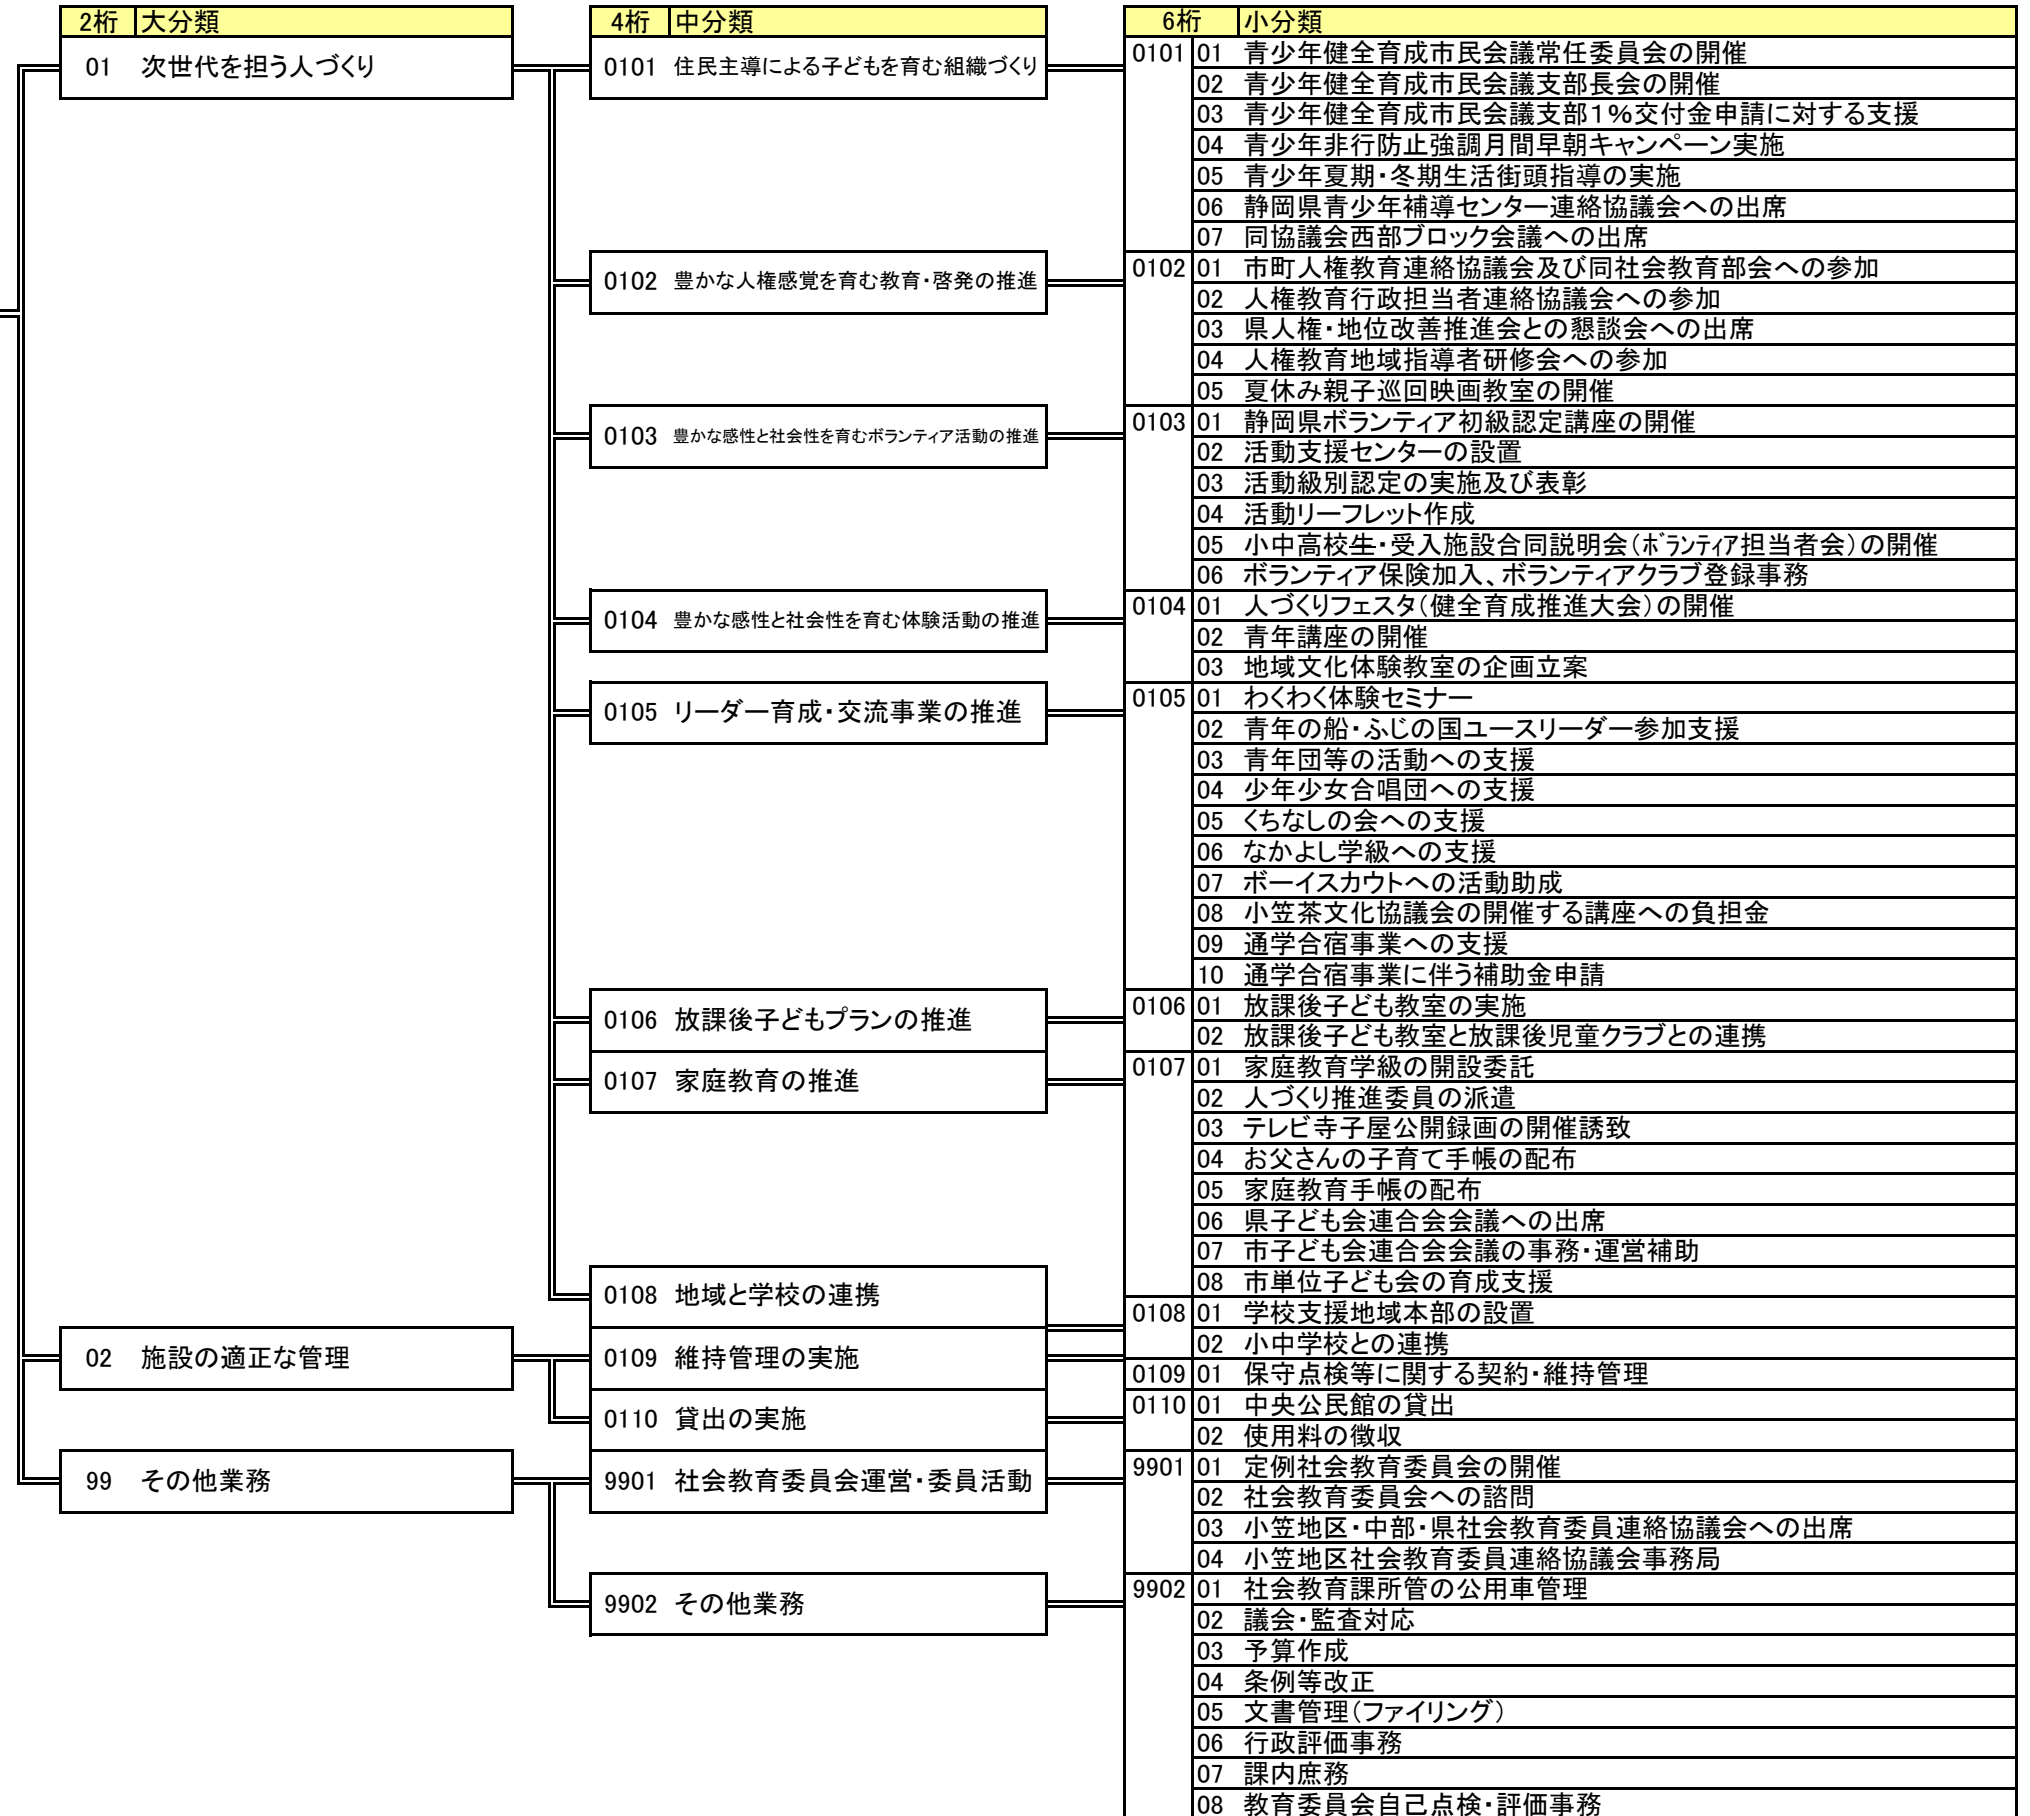 2桁 大分類 4桁 中分類 6桁 小分類
01 次世代を担う人づくり 0101 住民主導による子どもを育む組織づくり 0101 01 青少年健全育成市民会議常任委員会の開催
02 青少年健全育成市民会議支部長会の開催
03 青少年健全育成市民会議支部1%交付金申請に対する支援
04 青少年非行防止強調月間早朝キャンペーン実施
05 青少年夏期・冬期生活街頭指導の実施
06 静岡県青少年補導センター連絡協議会への出席
07 同協議会西部ブロック会議への出席
0102 豊かな人権感覚を育む教育・啓発の推進 0102 01 市町人権教育連絡協議会及び同社会教育部会への参加
02 人権教育行政担当者連絡協議会への参加
03 県人権・地位改善推進会との懇談会への出席
04 人権教育地域指導者研修会への参加
05 夏休み親子巡回映画教室の開催
0103 豊かな感性と社会性を育むボランティア活動の推進 0103 01 静岡県ボランティア初級認定講座の開催
02 活動支援センターの設置
03 活動級別認定の実施及び表彰
04 活動リーフレット作成
05 小中高校生・受入施設合同説明会(ボランティア担当者会)の開催
06 ボランティア保険加入、ボランティアクラブ登録事務
0104 豊かな感性と社会性を育む体験活動の推進 0104 01 人づくりフェスタ(健全育成推進大会)の開催
02 青年講座の開催
03 地域文化体験教室の企画立案
0105 リーダー育成・交流事業の推進 0105 01 わくわく体験セミナー
02 青年の船・ふじの国ユースリーダー参加支援
03 青年団等の活動への支援
04 少年少女合唱団への支援
05 くちなしの会への支援
06 なかよし学級への支援
07 ボーイスカウトへの活動助成
08 小笠茶文化協議会の開催する講座への負担金
09 通学合宿事業への支援
10 通学合宿事業に伴う補助金申請
0106 放課後子どもプランの推進 0106 01 放課後子ども教室の実施
02 放課後子ども教室と放課後児童クラブとの連携
0107 家庭教育の推進 0107 01 家庭教育学級の開設委託
02 人づくり推進委員の派遣
03 テレビ寺子屋公開録画の開催誘致
04 お父さんの子育て手帳の配布
05 家庭教育手帳の配布
06 県子ども会連合会会議への出席
07 市子ども会連合会会議の事務・運営補助
08 市単位子ども会の育成支援
0108 地域と学校の連携 0108 01 学校支援地域本部の設置
02 小中学校との連携
02 施設の適正な管理 0109 維持管理の実施 0109 01 保守点検等に関する契約・維持管理
0110 貸出の実施 0110 01 中央公民館の貸出
02 使用料の徴収
99 その他業務 9901 社会教育委員会運営・委員活動 9901 01 定例社会教育委員会の開催
02 社会教育委員会への諮問
03 小笠地区・中部・県社会教育委員連絡協議会への出席
04 小笠地区社会教育委員連絡協議会事務局
9902 その他業務 9902 01 社会教育課所管の公用車管理
02 議会・監査対応
03 予算作成
04 条例等改正
05 文書管理(ファイリング)
06 行政評価事務
07 課内庶務
08 教育委員会自己点検・評価事務